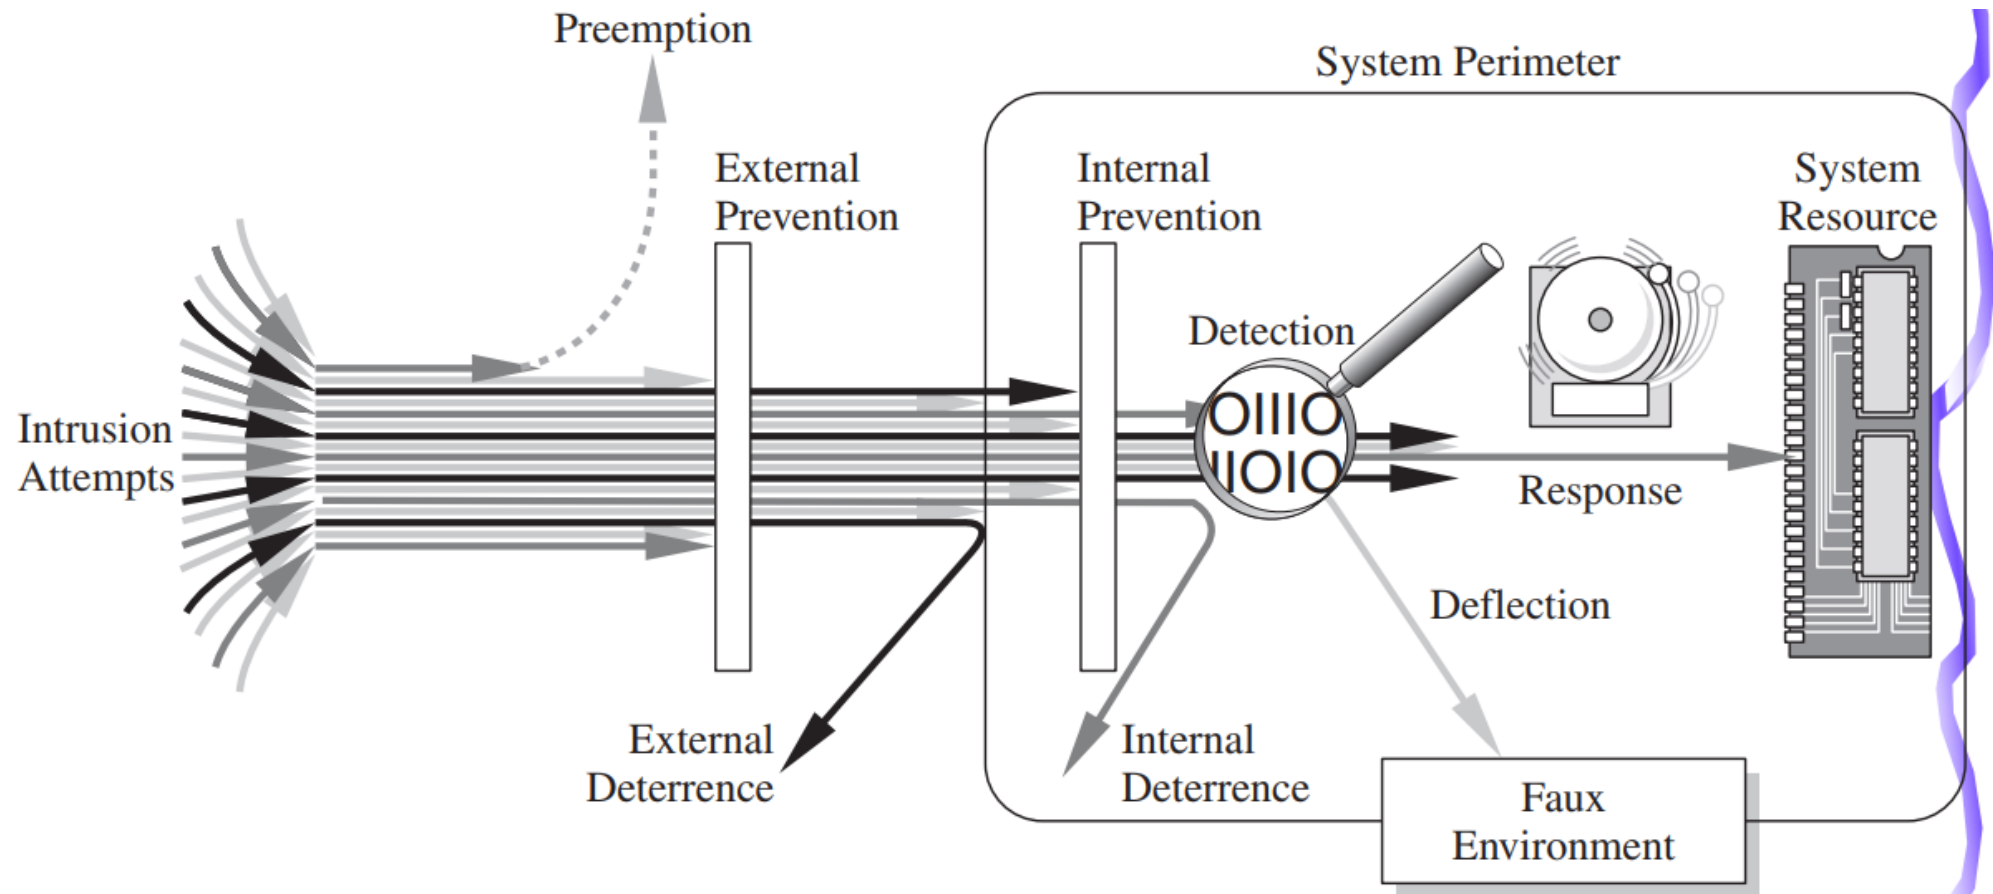 Preemption
System Perimeter
External
Prevention
Internal
Prevention
System
Resource
Detection
OIIIO
IIOIO
Intrusion
Attempts
Response
Deflection
External
Deterrence
Internal
Deterrence
Faux
Environment